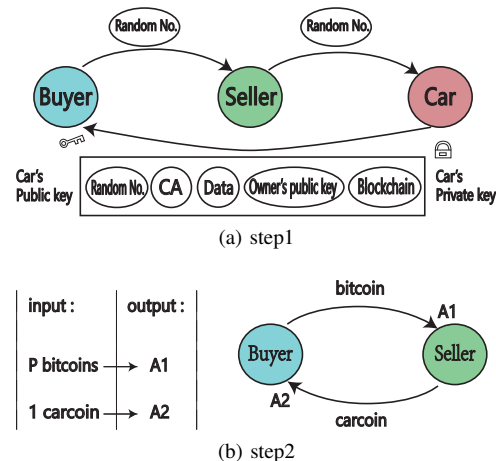 Random No.
Random No.
Buyer
Seller
Car
Car's
Public key
Random No.
CA
Data
Owner's public key
Blockchain
Car's
Private key
(a) step1
input :
output :
P bitcoins
A1
1 carcoin
A2
bitcoin
A1
Buyer
Seller
A2
carcoin
(b) step2